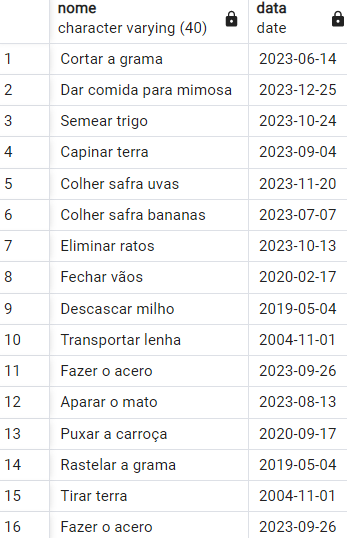 nome data
character varying (40) date
1 Cortar a grama 2023-06-14
2 Dar comida para mimosa 2023-12-25
3 Semear trigo 2023-10-24
4 Capinar terra 2023-09-04
5 Colher safra uvas 2023-11-20
6 Colher safra bananas 2023-07-07
7 Eliminar ratos 2023-10-13
8 Fechar vãos 2020-02-17
9 Descascar milho 2019-05-04
10 Transportar lenha 2004-11-01
11 Fazer o acero 2023-09-26
12 Aparar o mato 2023-08-13
13 Puxar a carroça 2020-09-17
14 Rastelar a grama 2019-05-04
15 Tirar terra 2004-11-01
16 Fazer o acero 2023-09-26